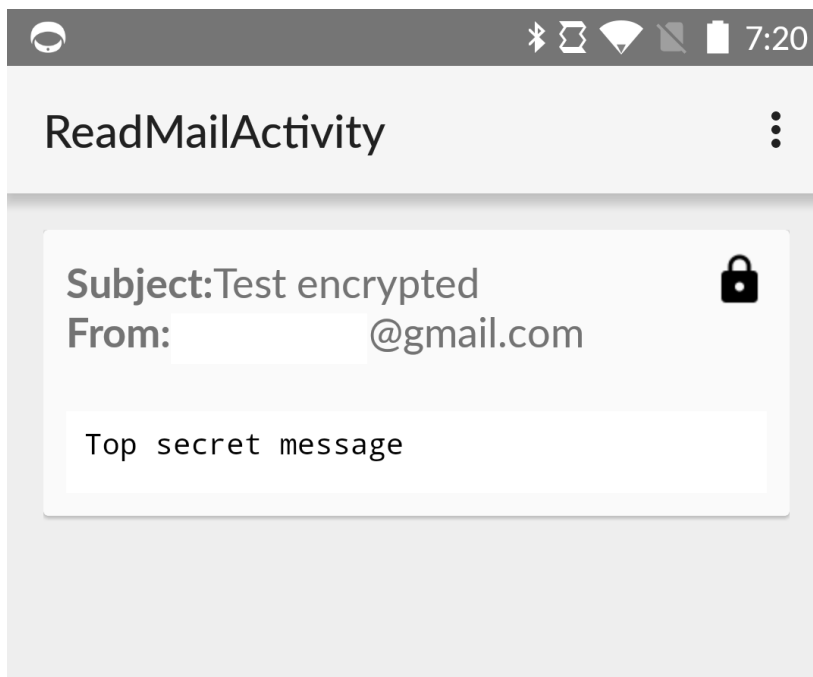 7:20
ReadMailActivity
Subject:Test encrypted
From: @gmail.com
Top secret message